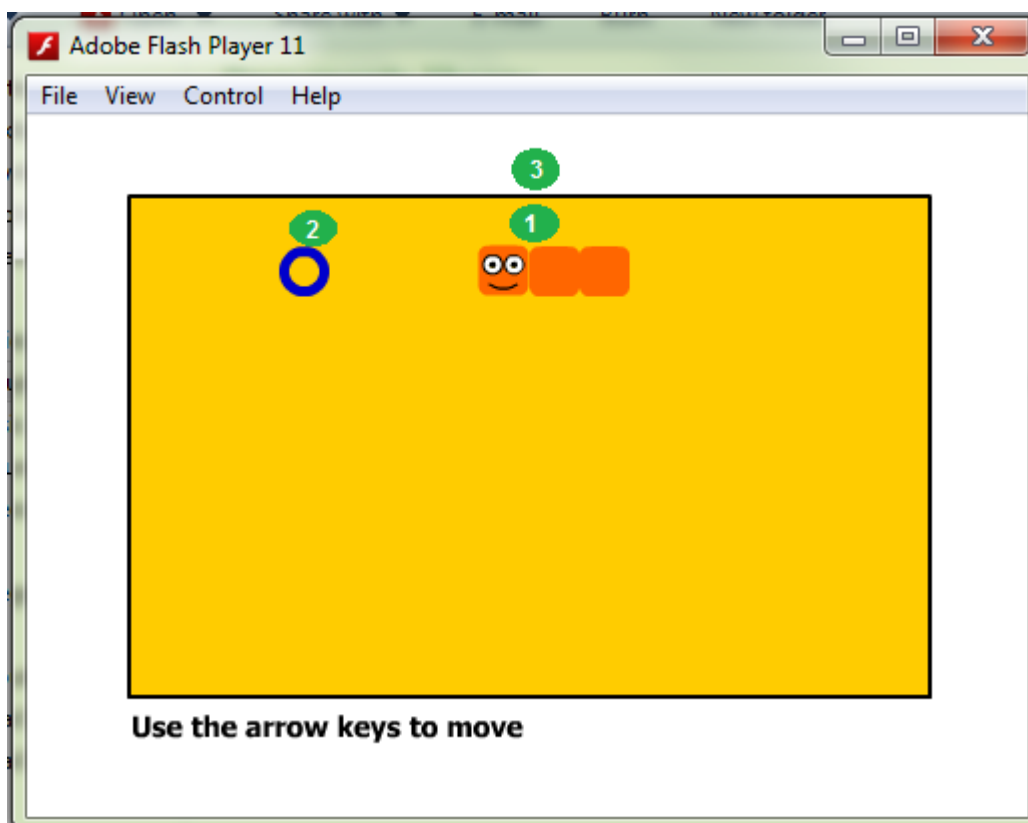 Adobe Flash Player 11
File View Control Help
3
1
2
Use the arrow keys to move